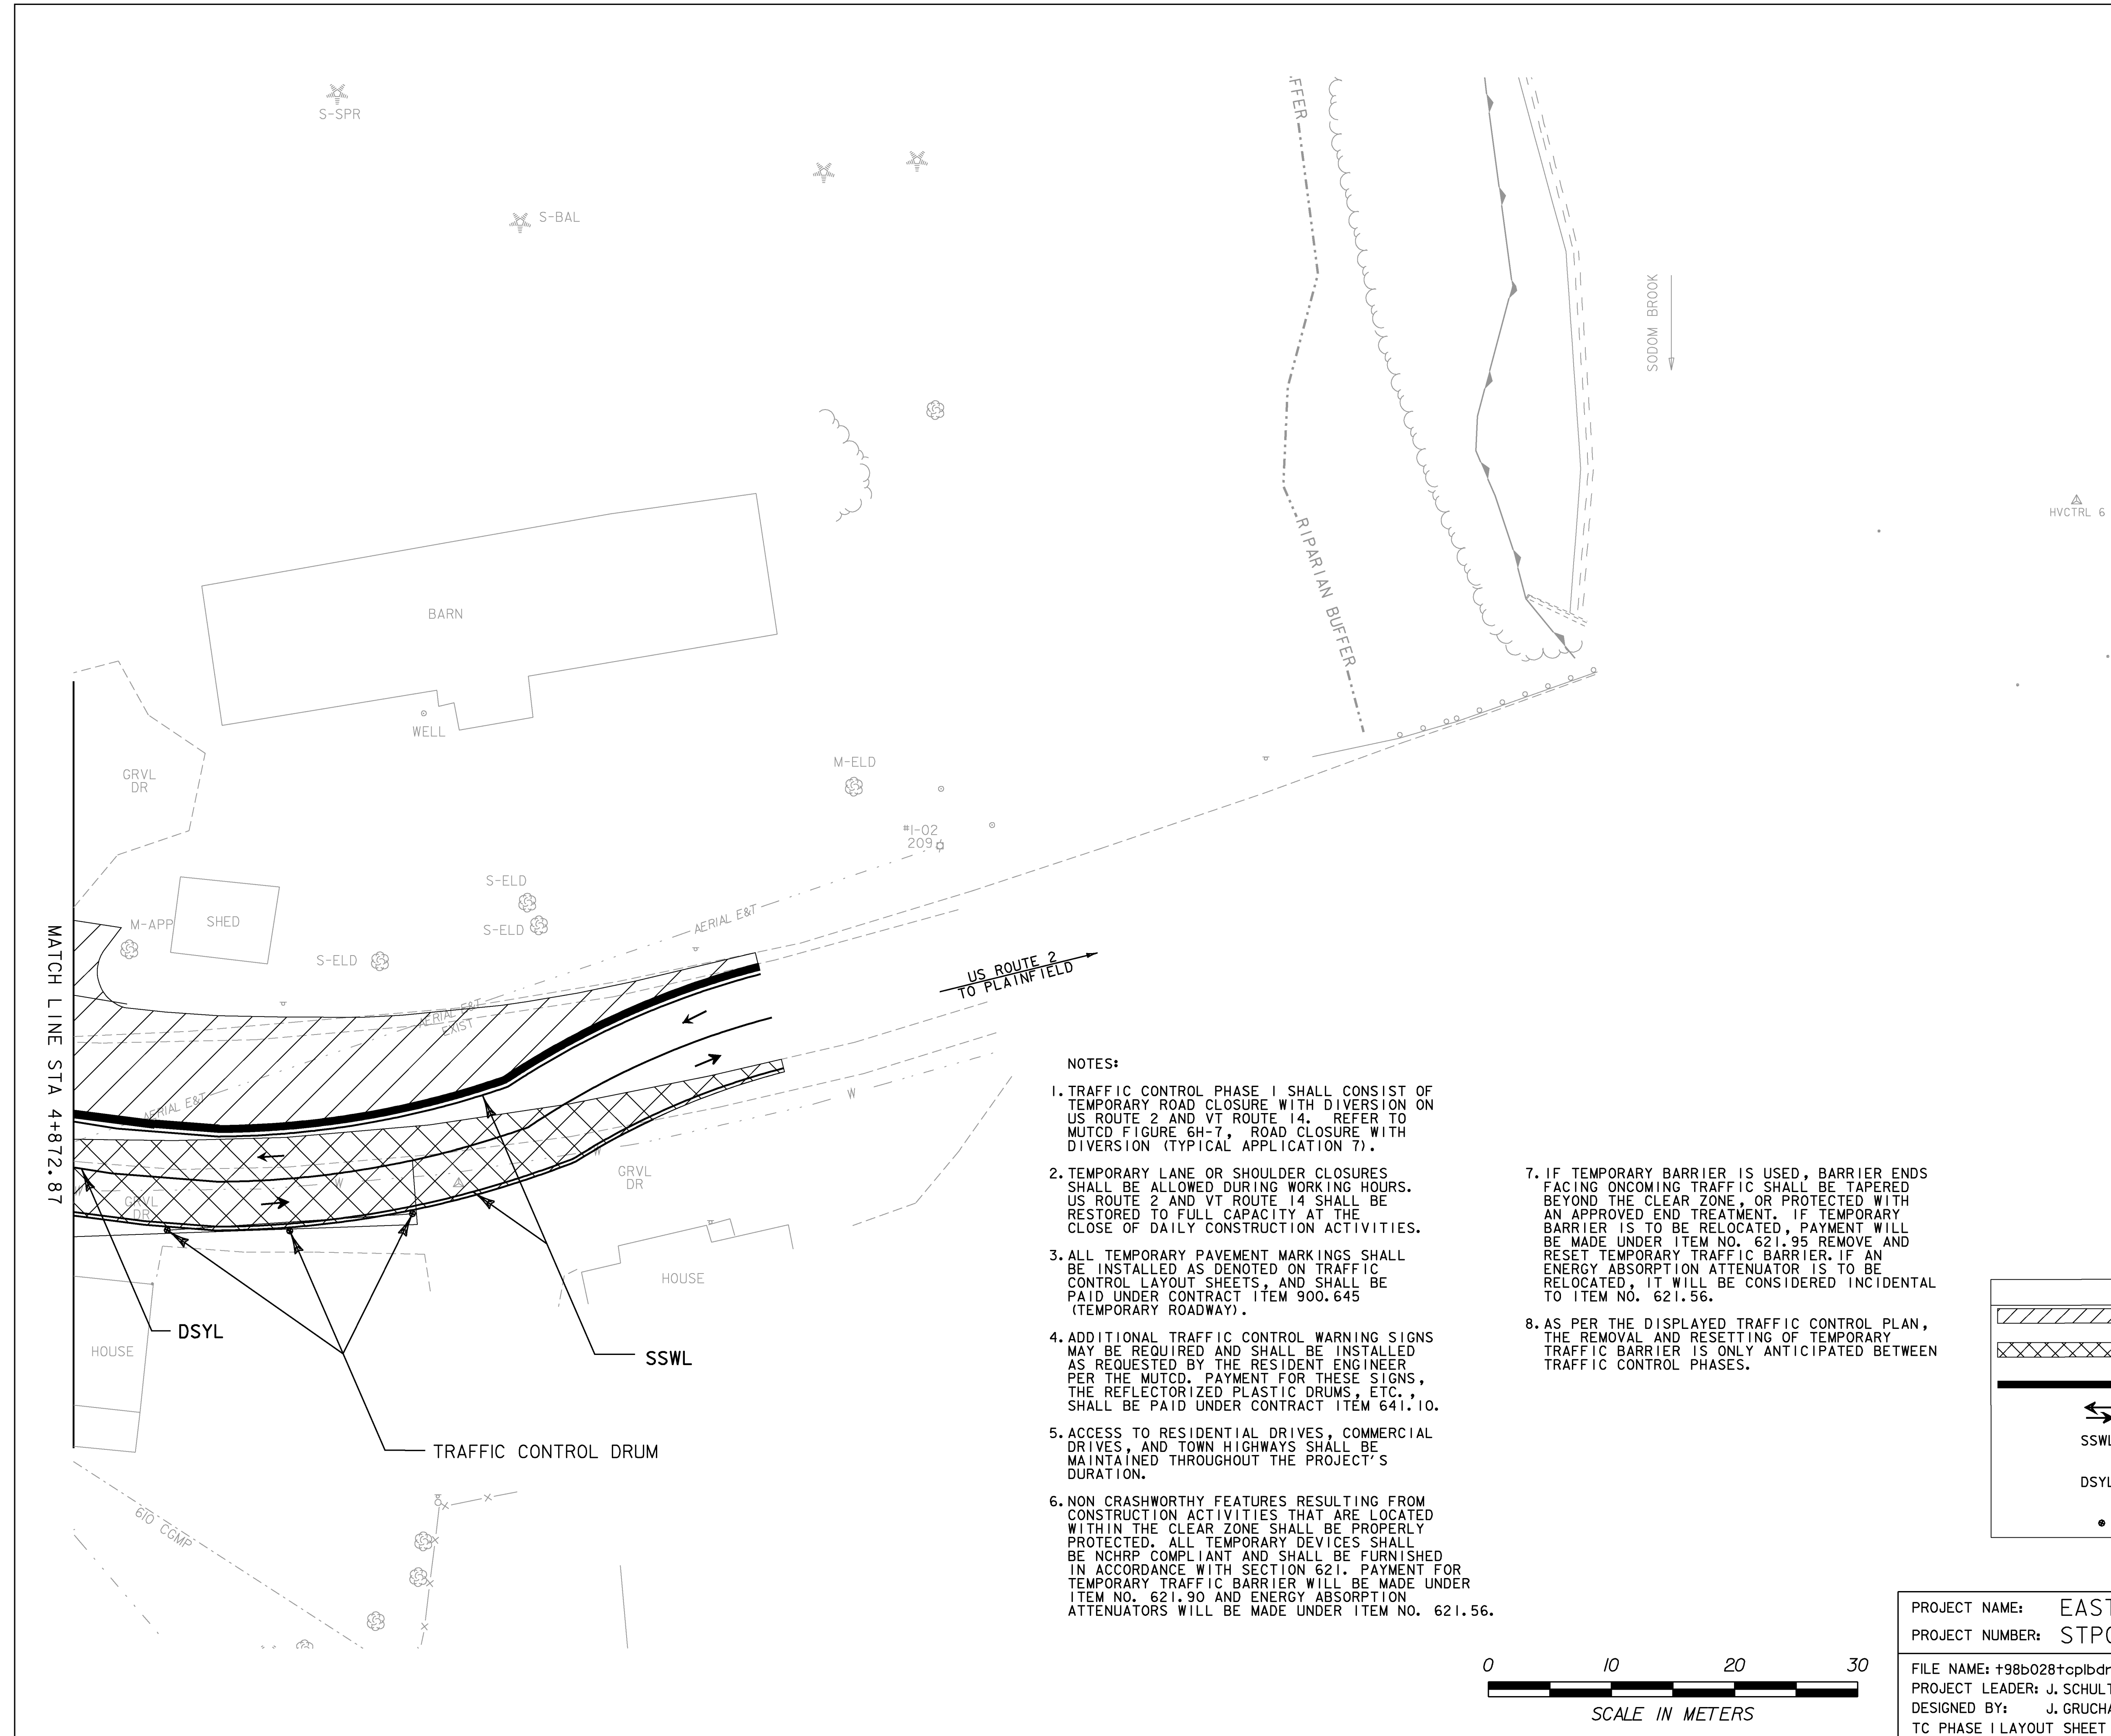 S-SPR
S-BAL
FFER
SODOM BROOK
HVCTRL 6
RIPARIAN BUFFER
BARN
WELL
GRVL
DR
M-ELD
#1-02
209
S-ELD
S-ELD
S-ELD
M-APP
SHED
AERIAL E&T
AERIAL E&T
EXIST
AERIAL E&T
MATCH LINE STA 4+872.87
US ROUTE 2
TO PLAINFIELD
W
W
W
W
GRVL
DR
GRVL
DR
HOUSE
HOUSE
DSYL
SSWL
TRAFFIC CONTROL DRUM
610 CGMP
NOTES:
1. TRAFFIC CONTROL PHASE 1 SHALL CONSIST OF
TEMPORARY ROAD CLOSURE WITH DIVERSION ON
US ROUTE 2 AND VT ROUTE 14. REFER TO
MUTCD FIGURE 6H-7, ROAD CLOSURE WITH
DIVERSION (TYPICAL APPLICATION 7).
2. TEMPORARY LANE OR SHOULDER CLOSURES
SHALL BE ALLOWED DURING WORKING HOURS.
US ROUTE 2 AND VT ROUTE 14 SHALL BE
RESTORED TO FULL CAPACITY AT THE
CLOSE OF DAILY CONSTRUCTION ACTIVITIES.
3. ALL TEMPORARY PAVEMENT MARKINGS SHALL
BE INSTALLED AS DENOTED ON TRAFFIC
CONTROL LAYOUT SHEETS, AND SHALL BE
PAID UNDER CONTRACT ITEM 900.645
(TEMPORARY ROADWAY).
4. ADDITIONAL TRAFFIC CONTROL WARNING SIGNS
MAY BE REQUIRED AND SHALL BE INSTALLED
AS REQUESTED BY THE RESIDENT ENGINEER
PER THE MUTCD. PAYMENT FOR THESE SIGNS,
THE REFLECTORIZED PLASTIC DRUMS, ETC.,
SHALL BE PAID UNDER CONTRACT ITEM 641.10.
5. ACCESS TO RESIDENTIAL DRIVES, COMMERCIAL
DRIVES, AND TOWN HIGHWAYS SHALL BE
MAINTAINED THROUGHOUT THE PROJECT'S
DURATION.
6. NON CRASHWORTHY FEATURES RESULTING FROM
CONSTRUCTION ACTIVITIES THAT ARE LOCATED
WITHIN THE CLEAR ZONE SHALL BE PROPERLY
PROTECTED. ALL TEMPORARY DEVICES SHALL
BE NCHRP COMPLIANT AND SHALL BE FURNISHED
IN ACCORDANCE WITH SECTION 621. PAYMENT FOR
TEMPORARY TRAFFIC BARRIER WILL BE MADE UNDER
ITEM NO. 621.90 AND ENERGY ABSORPTION
ATTENUATORS WILL BE MADE UNDER ITEM NO. 621.56.
7. IF TEMPORARY BARRIER IS USED, BARRIER ENDS
FACING ONCOMING TRAFFIC SHALL BE TAPERED
BEYOND THE CLEAR ZONE, OR PROTECTED WITH
AN APPROVED END TREATMENT. IF TEMPORARY
BARRIER IS TO BE RELOCATED, PAYMENT WILL
BE MADE UNDER ITEM NO. 621.95 REMOVE AND
RESET TEMPORARY TRAFFIC BARRIER. IF AN
ENERGY ABSORPTION ATTENUATOR IS TO BE
RELOCATED, IT WILL BE CONSIDERED INCIDENTAL
TO ITEM NO. 621.56.
8. AS PER THE DISPLAYED TRAFFIC CONTROL PLAN,
THE REMOVAL AND RESETTING OF TEMPORARY
TRAFFIC BARRIER IS ONLY ANTICIPATED BETWEEN
TRAFFIC CONTROL PHASES.
SSWL
DSYL
0 10 20 30
SCALE IN METERS
PROJECT NAME: EAST
PROJECT NUMBER: STP
FILE NAME: t98b028tcplbdr
PROJECT LEADER: J. SCHULT
DESIGNED BY: J. GRUCHA
TC PHASE 1 LAYOUT SHEET